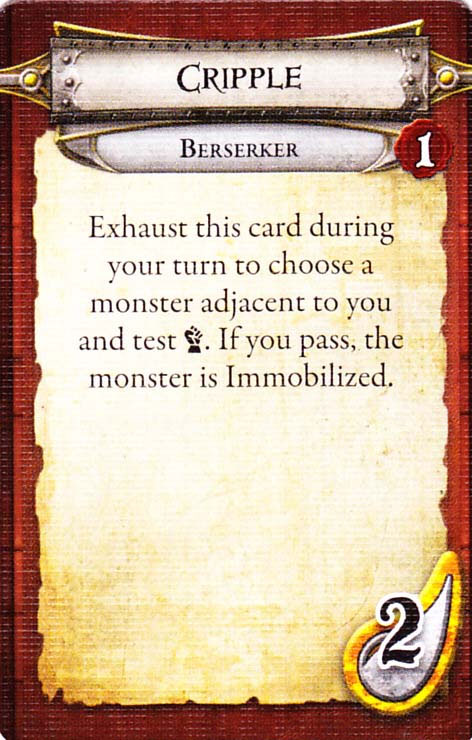 CRIPPLE
BERSERKER
1
Exhaust this card during
your turn to choose a
monster adjacent to you
and test . If you pass, the
monster is Immobilized.
2